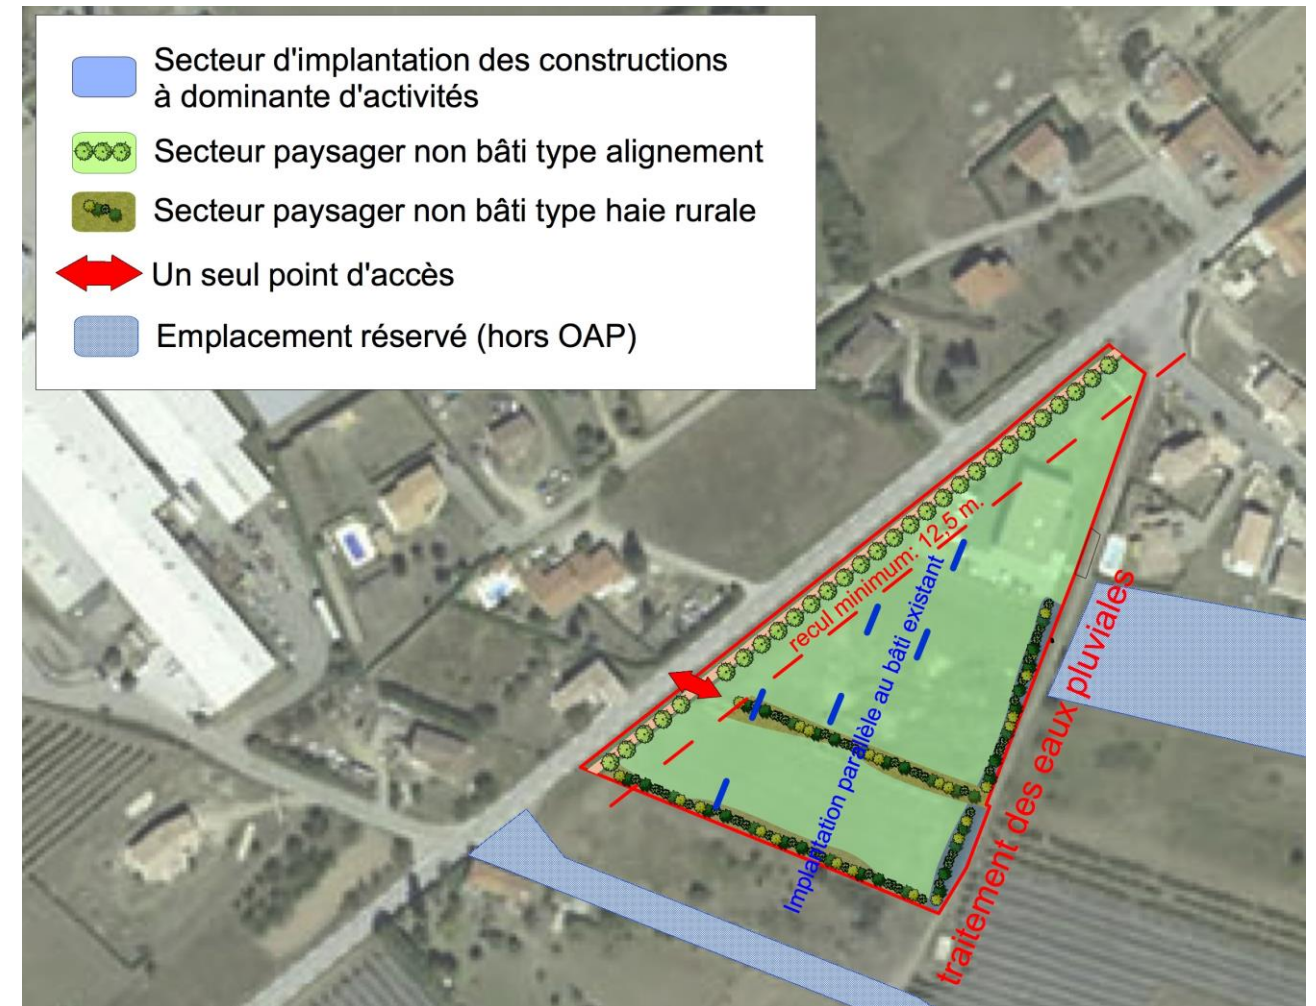 Secteur d'implantation des constructions
à dominante d'activités
Secteur paysager non bâti type alignement
Secteur paysager non bâti type haie rurale
Un seul point d'accès
Emplacement réservé (hors OAP)
recul minimum: 12,5 m.
Implantation parallèle au bâti existant
traitement des eaux pluviales